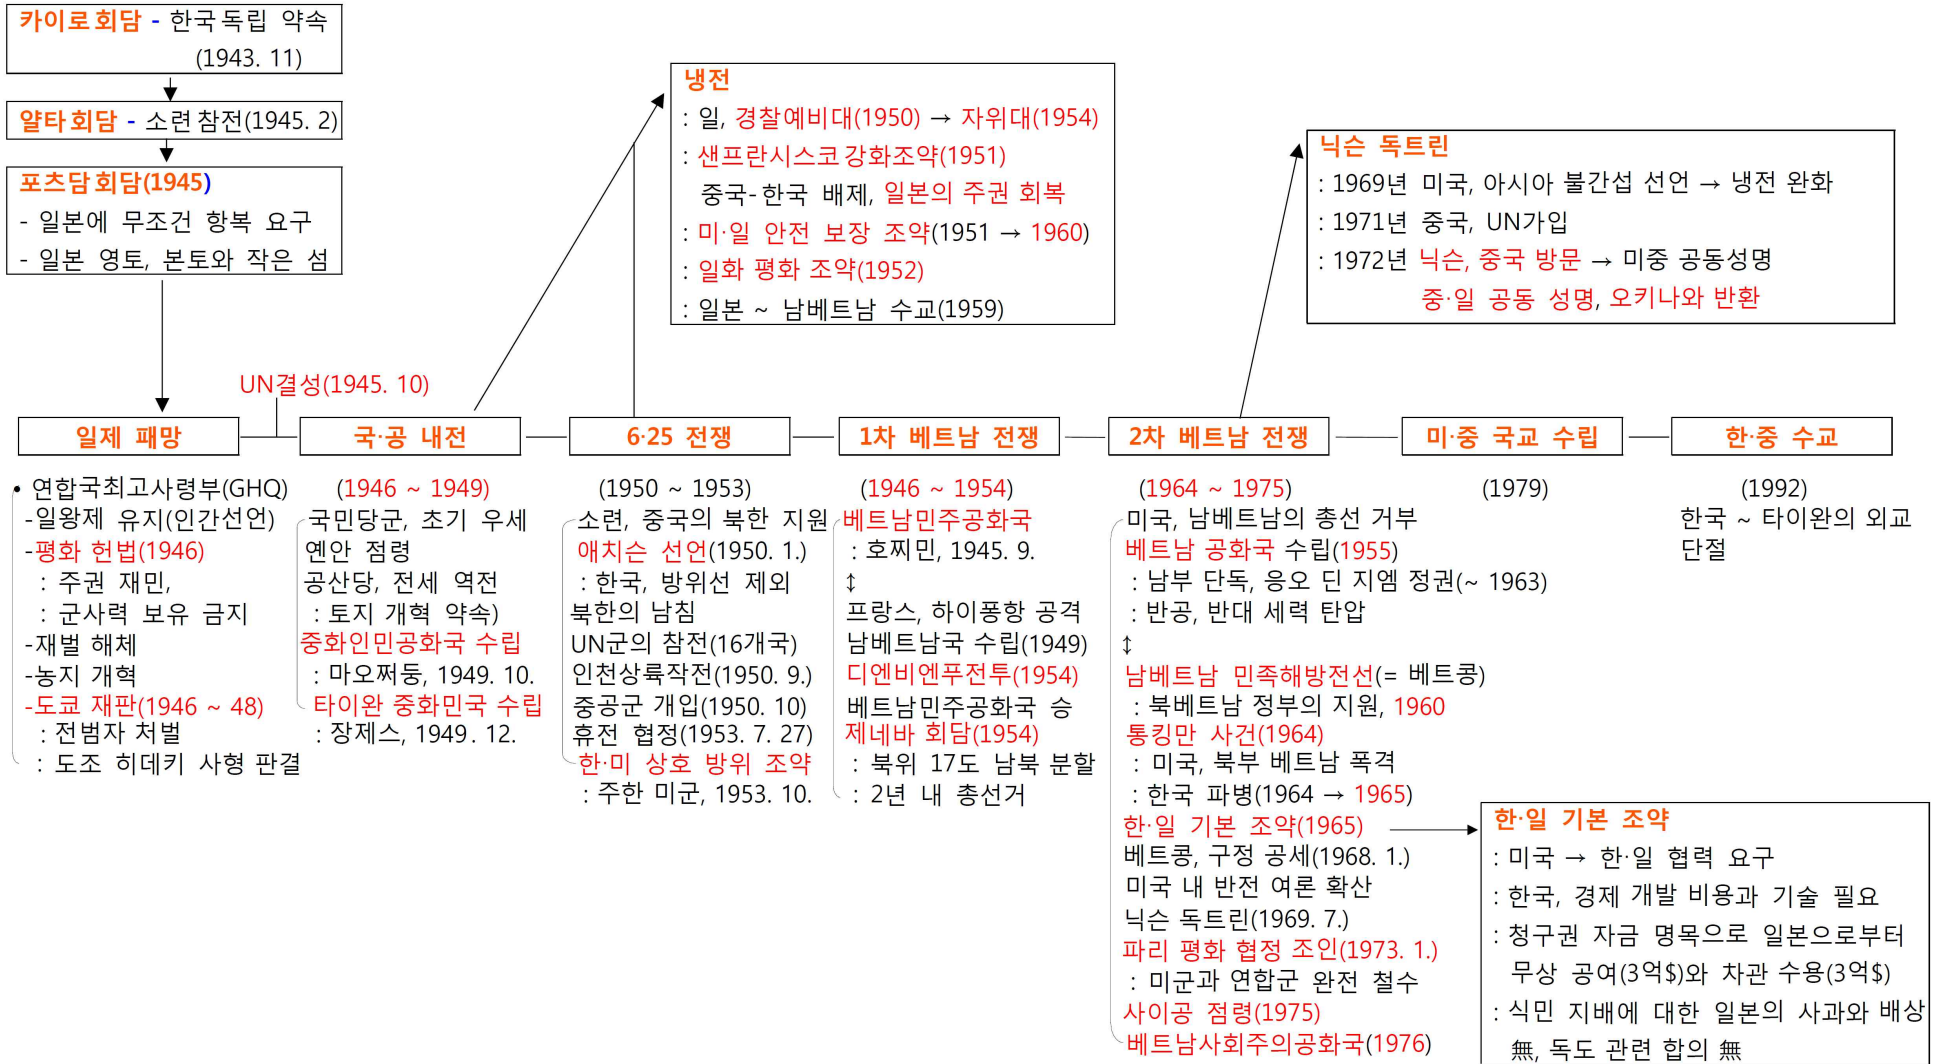 카이로회담 - 한국독립 약속
(1943. 11)
얄타회담 - 소련참전(1945. 2)
포츠담회담(1945)
- 일본에 무조건 항복 요구
- 일본 영토, 본토와 작은 섬
냉전
: 일, 경찰예비대(1950) → 자위대(1954)
: 샌프란시스코강화조약(1951)
중국-한국 배제, 일본의 주권 회복
: 미·일 안전 보장 조약(1951 → 1960)
: 일화 평화 조약(1952)
: 일본 ~ 남베트남 수교(1959)
닉슨 독트린
: 1969년 미국, 아시아 불간섭 선언 → 냉전 완화
: 1971년 중국, UN가입
: 1972년 닉슨, 중국 방문 → 미중 공동성명
중·일 공동 성명, 오키나와 반환
UN결성(1945. 10)
일제 패망
• 연합국최고사령부(GHQ)
-일왕제 유지(인간선언)
-평화 헌법(1946)
: 주권 재민,
: 군사력 보유 금지
-재벌 해체
-농지 개혁
-도쿄 재판(1946 ~ 48)
: 전범자 처벌
: 도조 히데키 사형 판결
국·공 내전
(1946 ~ 1949)
국민당군, 초기 우세
옌안 점령
공산당, 전세 역전
: 토지 개혁 약속)
중화인민공화국 수립
: 마오쩌둥, 1949. 10.
타이완 중화민국 수립
: 장제스, 1949. 12.
6·25 전쟁
(1950 ~ 1953)
소련, 중국의 북한 지원
애치슨 선언(1950. 1.)
: 한국, 방위선 제외
북한의 남침
UN군의 참전(16개국)
인천상륙작전(1950. 9.)
중공군 개입(1950. 10)
휴전 협정(1953. 7. 27)
한·미 상호 방위 조약
: 주한 미군, 1953. 10.
1차 베트남 전쟁
(1946 ~ 1954)
베트남민주공화국
: 호찌민, 1945. 9.
↕
프랑스, 하이퐁항 공격
남베트남국 수립(1949)
디엔비엔푸전투(1954)
베트남민주공화국 승
제네바 회담(1954)
: 북위 17도 남북 분할
: 2년 내 총선거
2차 베트남 전쟁
(1964 ~ 1975)
미국, 남베트남의 총선 거부
베트남 공화국 수립(1955)
: 남부 단독, 응오 딘 지엠 정권(~ 1963)
: 반공, 반대 세력 탄압
↕
남베트남 민족해방전선(= 베트콩)
: 북베트남 정부의 지원, 1960
통킹만 사건(1964)
: 미국, 북부 베트남 폭격
: 한국 파병(1964 → 1965)
한·일 기본 조약(1965)
베트콩, 구정 공세(1968. 1.)
미국 내 반전 여론 확산
닉슨 독트린(1969. 7.)
파리 평화 협정 조인(1973. 1.)
: 미군과 연합군 완전 철수
사이공 점령(1975)
베트남사회주의공화국(1976)
미·중 국교 수립
(1979)
한·중 수교
(1992)
한국 ~ 타이완의 외교
단절
한·일 기본 조약
: 미국 → 한·일 협력 요구
: 한국, 경제 개발 비용과 기술 필요
: 청구권 자금 명목으로 일본으로부터
무상 공여(3억$)와 차관 수용(3억$)
: 식민 지배에 대한 일본의 사과와 배상
無, 독도 관련 합의 無